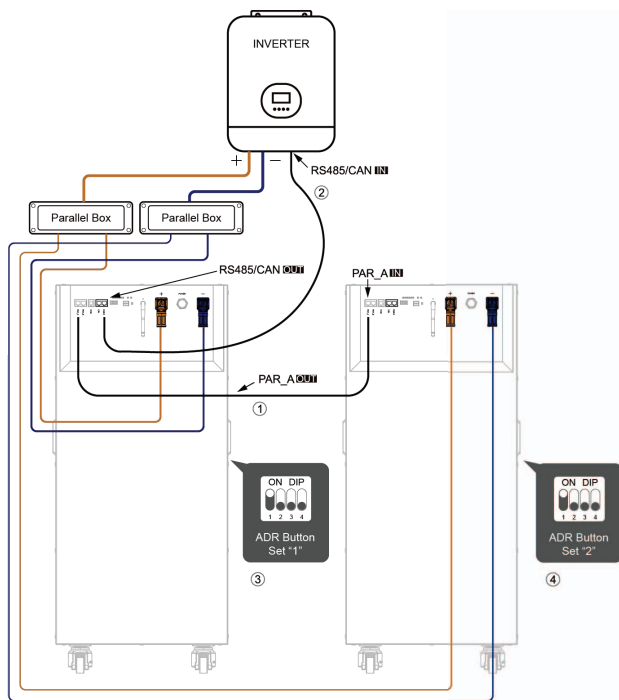 INVERTER
+
−
RS485/CAN IN
②
Parallel Box
Parallel Box
RS485/CAN OUT
PAR_A IN
+
−
+
−
PAR_A OUT
①
ON DIP
1 2 3 4
ADR Button
Set “1”
③
ON DIP
1 2 3 4
ADR Button
Set “2”
④